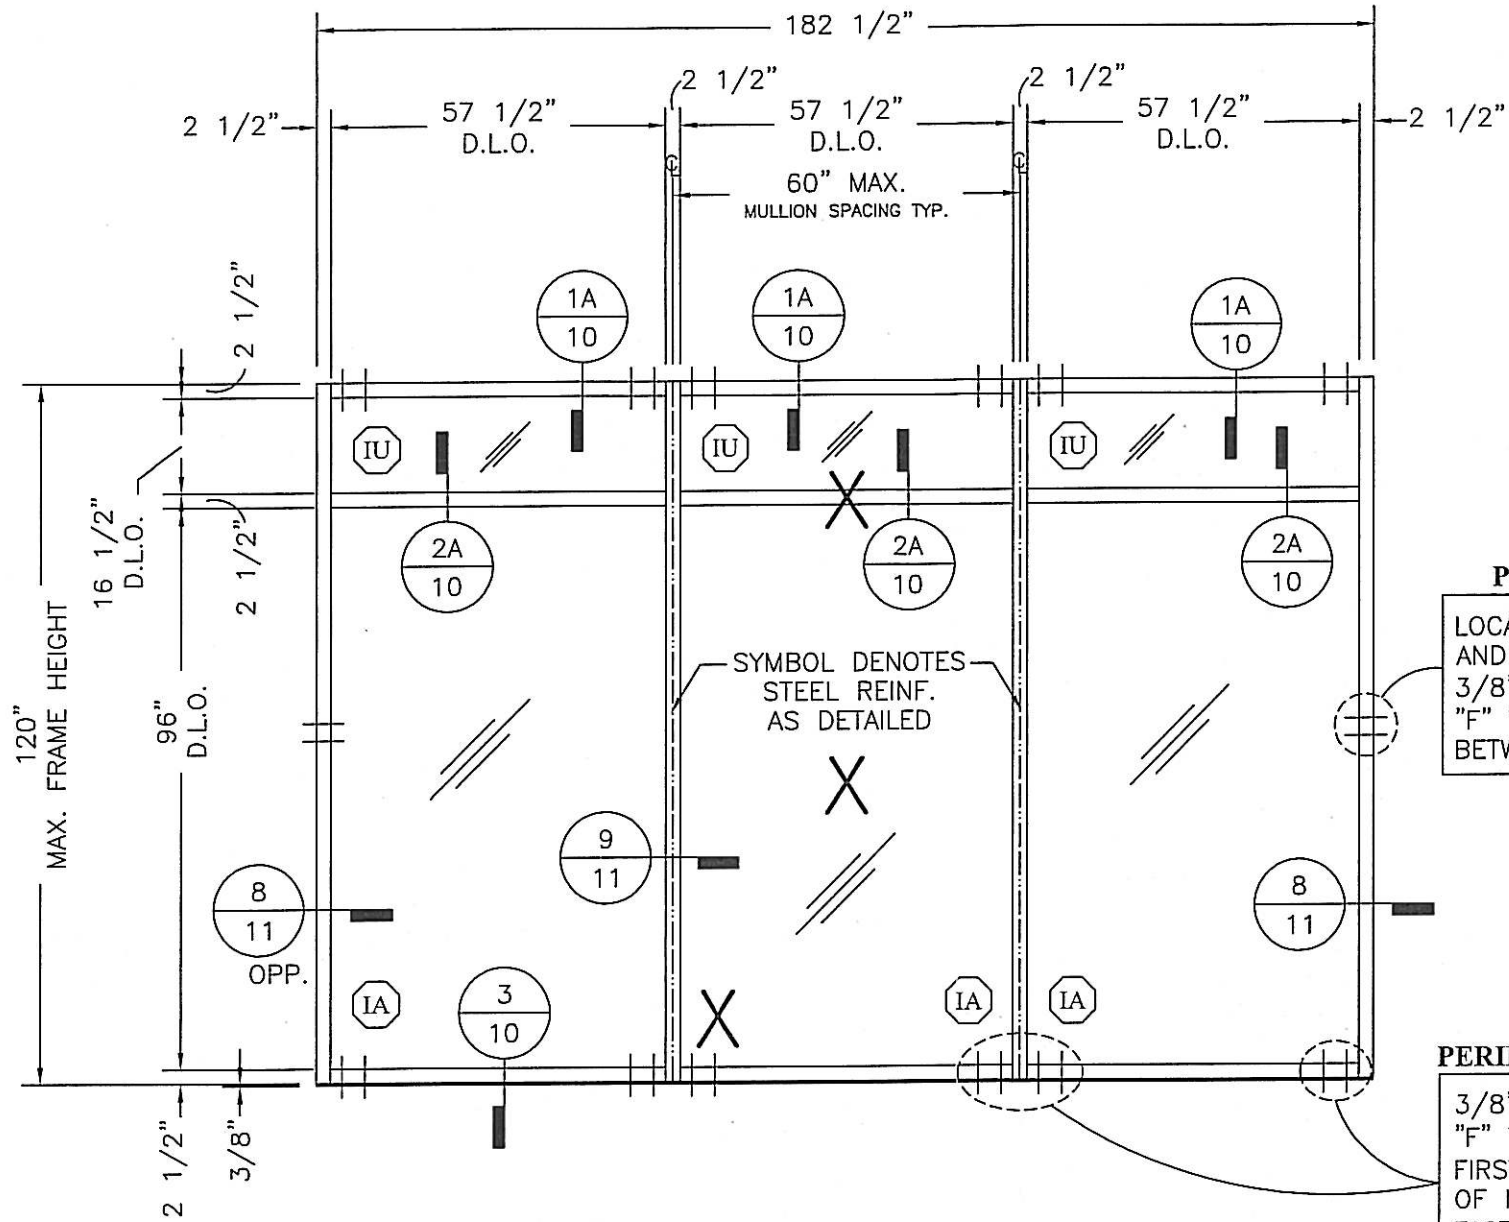 182 1/2"
2 1/2"
2 1/2"
2 1/2"
57 1/2"
D.L.O.
57 1/2"
D.L.O.
57 1/2"
D.L.O.
2 1/2"
60" MAX.
MULLION SPACING TYP.
2 1/2"
1A
10
1A
10
1A
10
IU
IU
IU
16 1/2"
D.L.O.
2 1/2"
2A
10
2A
10
2A
10
120"
MAX. FRAME HEIGHT
96"
D.L.O.
SYMBOL DENOTES
STEEL REINF.
AS DETAILED
P
LOCA
AND
3/8"
"F"
BETW
9
11
8
11
OPP.
8
11
IA
3
10
IA
IA
2 1/2"
3/8"
PERI
3/8"
"F"
FIRS
OF